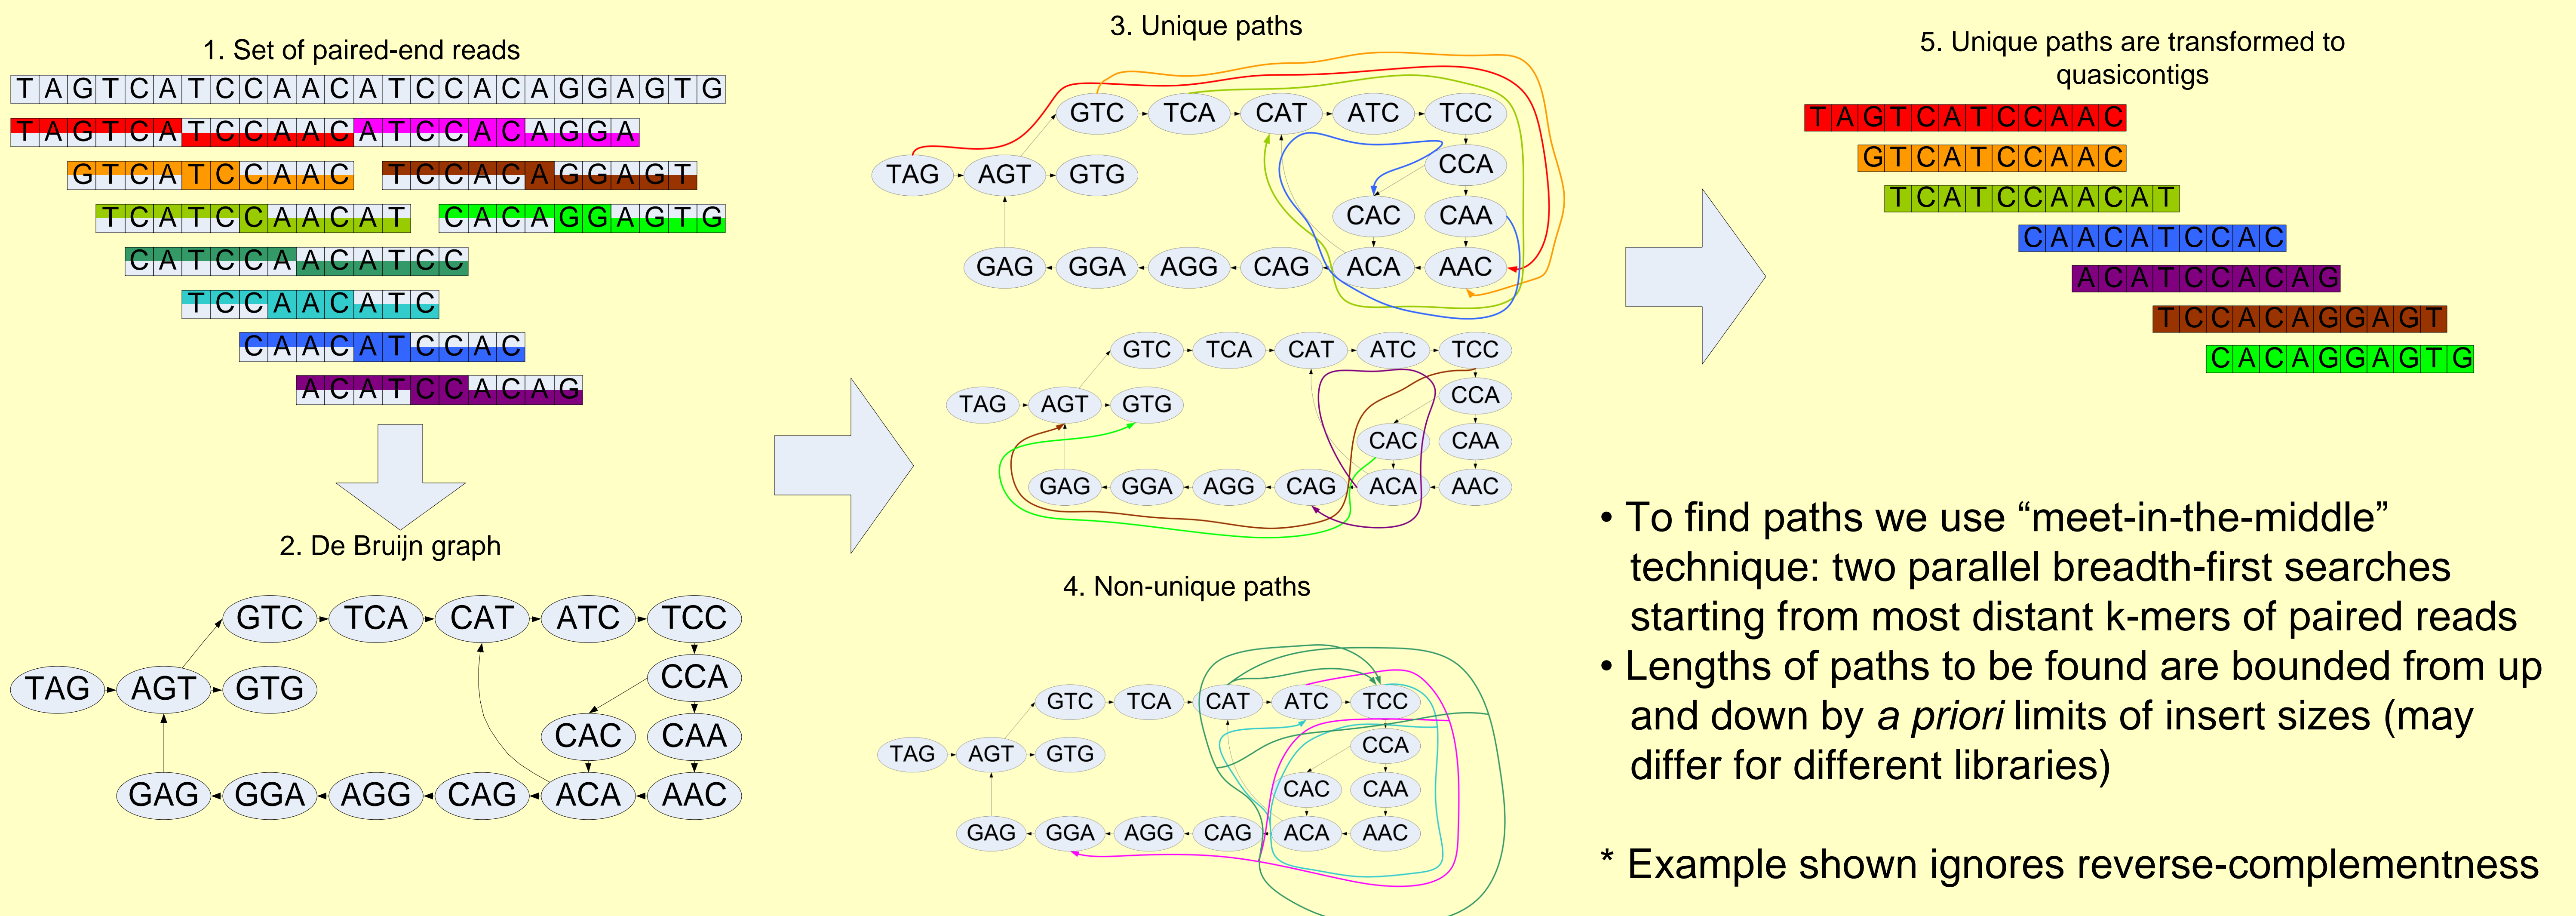 1. Set of paired-end reads
TAGTCATCCAACATCCACAGGAGTG
TAGTCATCCAACATCCACAGGA
GTCATCCAAC TCCACAGGAGT
TCATCCAACAT CACAGGAGTG
CATCCAACATCC
TCCAACATC
CAACATCCAC
ACATCCACAG
2. De Bruijn graph
GTC TCA CAT ATC TCC
CCA
TAG AGT GTG
CAC CAA
GAG GGA AGG CAG ACA AAC
3. Unique paths
GTC TCA CAT ATC TCC
CCA
TAG AGT GTG
CAC CAA
GAG GGA AGG CAG ACA AAC
GTC TCA CAT ATC TCC
CCA
TAG AGT GTG
CAC CAA
GAG GGA AGG CAG ACA AAC
4. Non-unique paths
GTC TCA CAT ATC TCC
CCA
TAG AGT GTG
CAC CAA
GAG GGA AGG CAG ACA AAC
5. Unique paths are transformed to
quasicontigs
TAGTCATCCAAC
GTCATCCAAC
TCATCCAACAT
CAACATCCAC
ACATCCACAG
TCCACAGGAGT
CACAGGAGTG
• To find paths we use “meet-in-the-middle”
technique: two parallel breadth-first searches
starting from most distant k-mers of paired reads
• Lengths of paths to be found are bounded from up
and down by a priori limits of insert sizes (may
differ for different libraries)
* Example shown ignores reverse-complementness